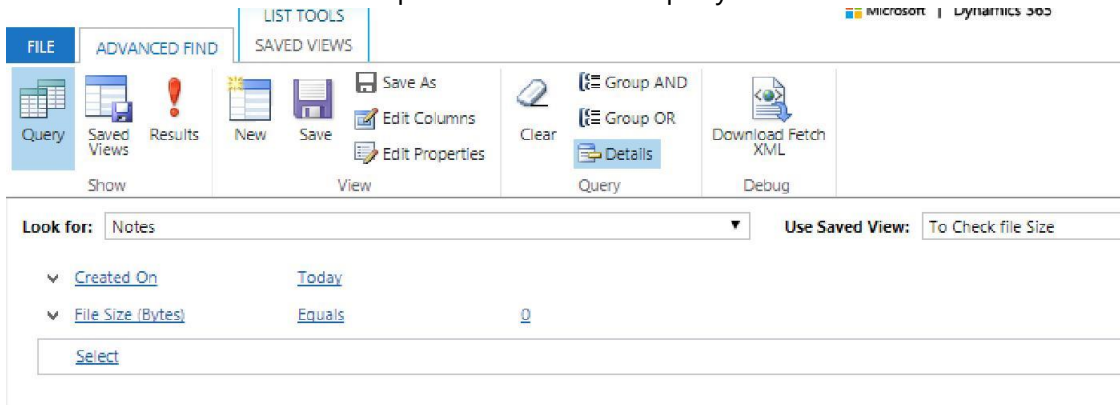 LIST TOOLS
Microsoft | Dynamics 365
FILE ADVANCED FIND SAVED VIEWS
Query
Saved Views
Results
New
Save
Save As
Edit Columns
Edit Properties
Clear
Group AND
Group OR
Details
Download Fetch XML
Show
View
Query
Debug
Look for: Notes
Use Saved View: To Check file Size
Created On Today
File Size (Bytes) Equals 0
Select